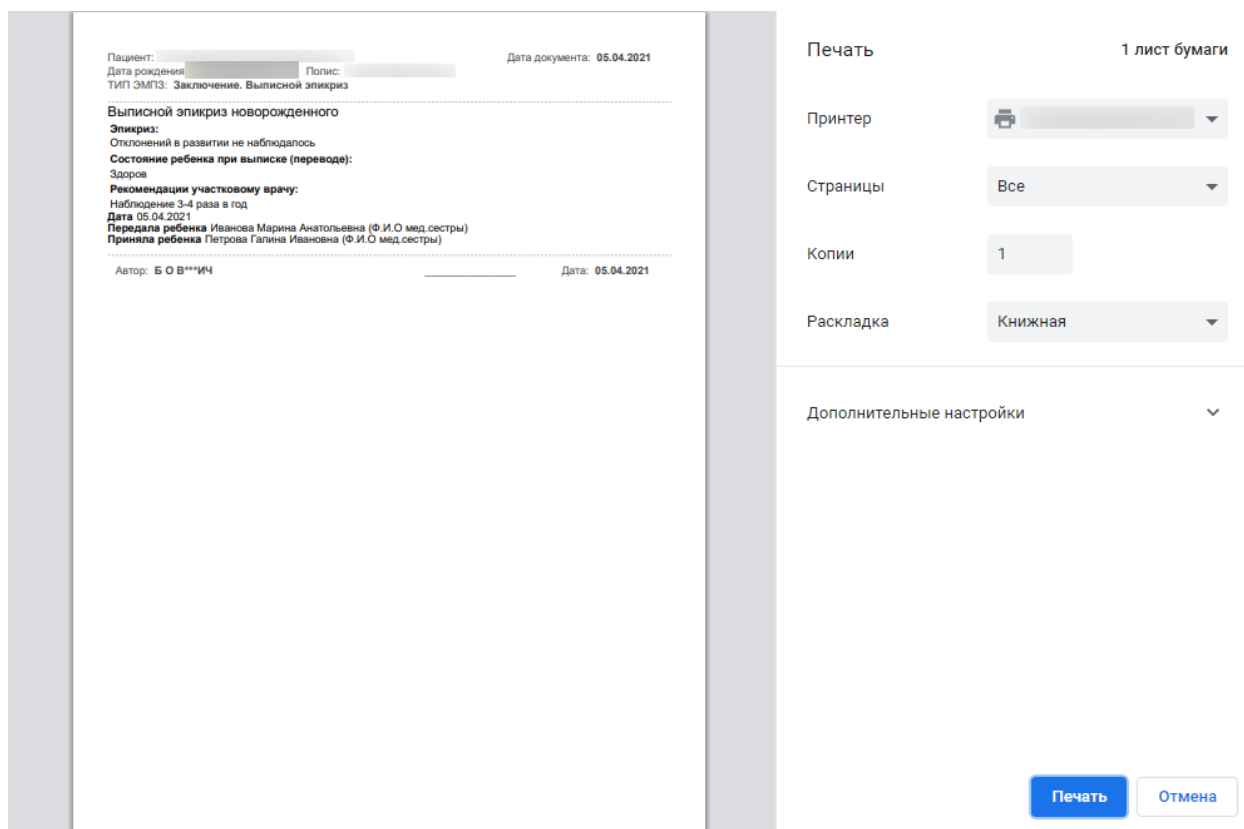 Пациент:
Дата документа: 05.04.2021
Дата рождения
Полис:
ТИП ЭМПЗ: Заключение. Выписной эпикриз
Выписной эпикриз новорожденного
Эпикриз:
Отклонений в развитии не наблюдалось
Состояние ребенка при выписке (переводе):
Здоров
Рекомендации участковому врачу:
Наблюдение 3-4 раза в год
Дата 05.04.2021
Передала ребенка Иванова Марина Анатольевна (Ф.И.О мед.сестры)
Приняла ребенка Петрова Галина Ивановна (Ф.И.О мед.сестры)
Автор: Б О В***ИЧ
Дата: 05.04.2021
Печать
1 лист бумаги
Принтер
Страницы
Все
Копии
1
Раскладка
Книжная
Дополнительные настройки
Печать
Отмена